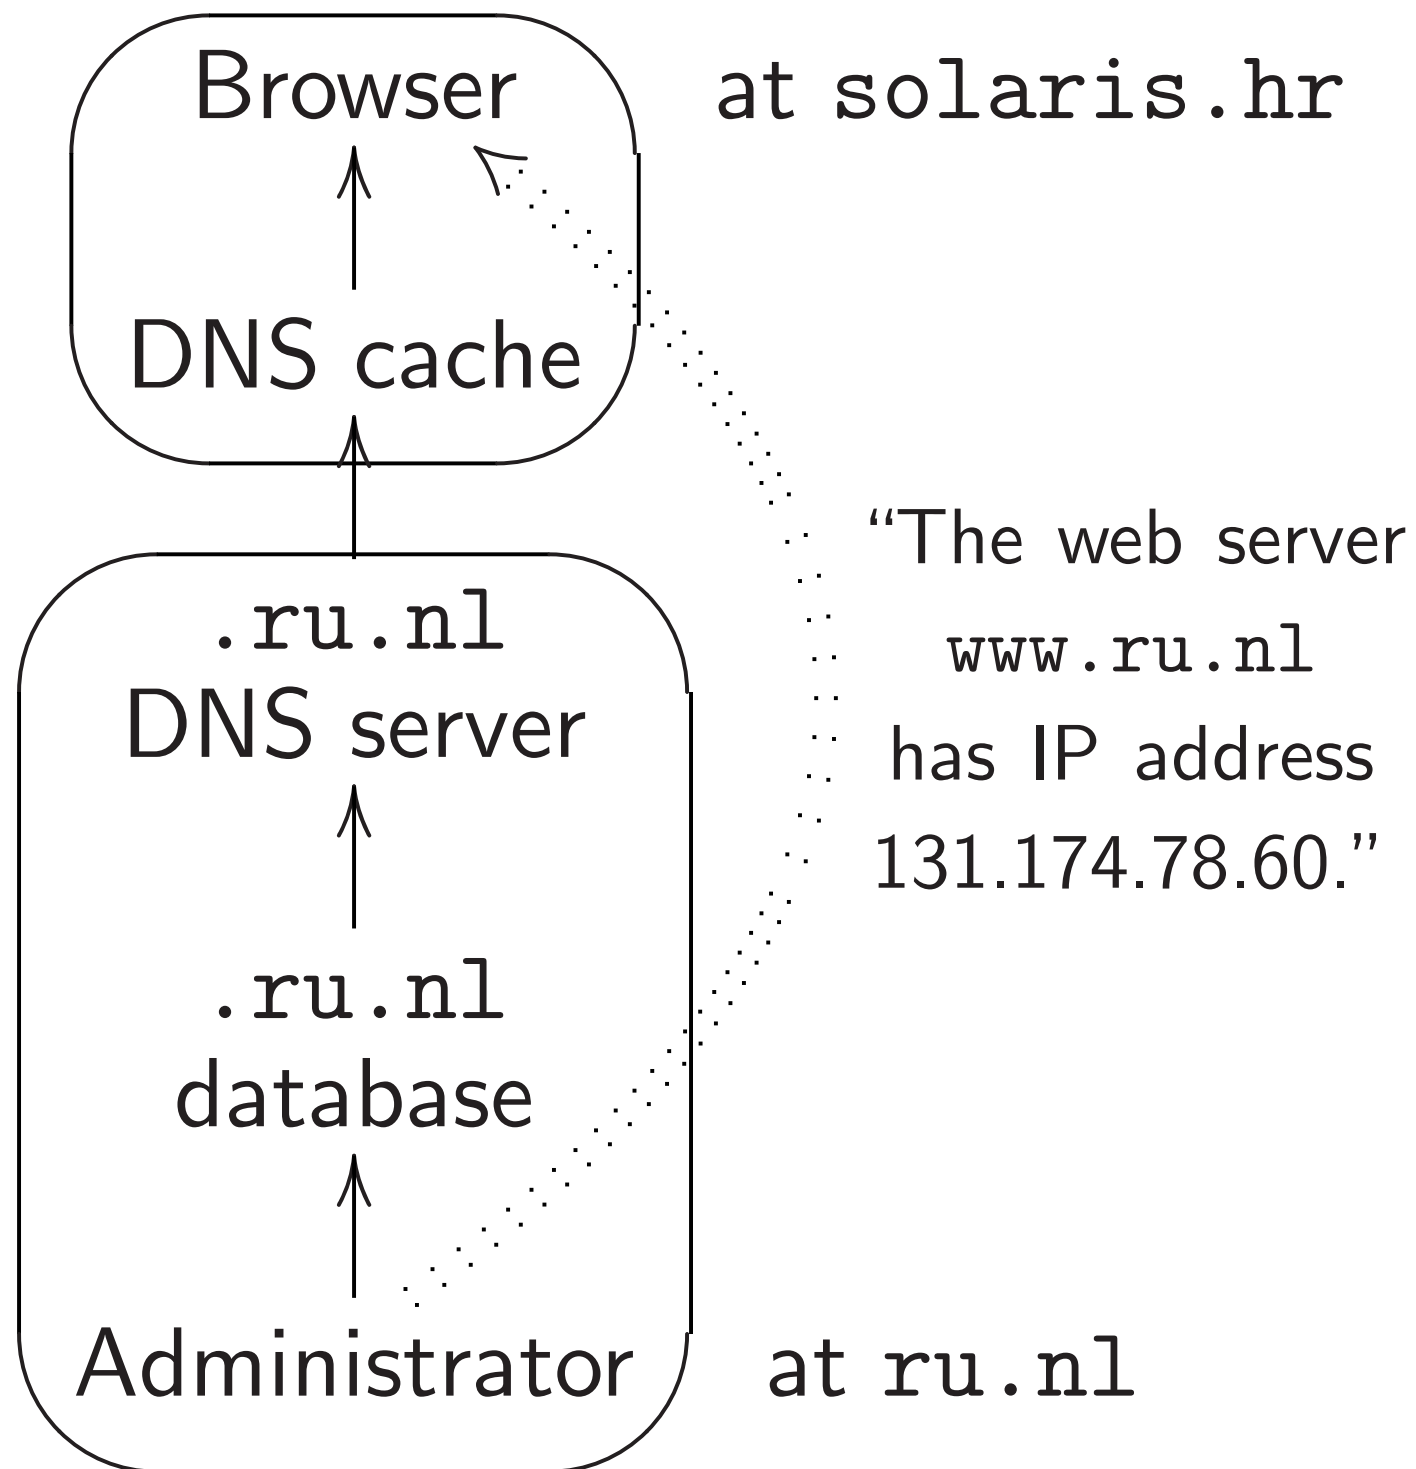 Browser at solaris.hr
DNS cache
“The web server
www.ru.nl
has IP address
131.174.78.60.”
.ru.nl
DNS server
.ru.nl
database
Administrator at ru.nl